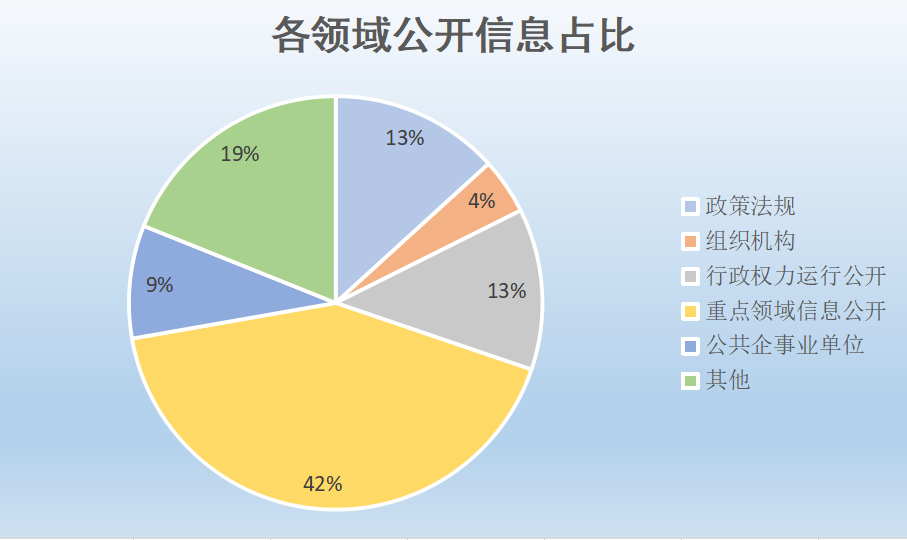 各领域公开信息占比
13%
19%
4%
政策法规
组织机构
行政权力运行公开
13%
9%
重点领域信息公开
公共企事业单位
其他
42%